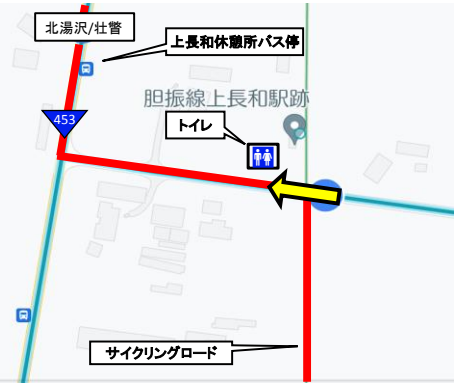 北湯沢/壮瞥
上長和休憩所バス停
453
胆振線上長和駅跡
トイレ
サイクリングロード